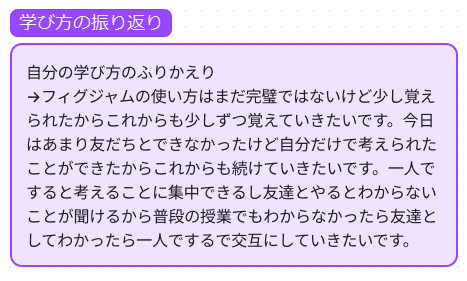 学び方の振り返り
自分の学び方のふりかえり
→フィグジャムの使い方はまだ完璧ではないけど少し覚え
られたからこれからも少しずつ覚えていきたいです。今日
はあまり友だちとできなかったけど自分だけで考えられた
ことができたからこれからも続けていきたいです。一人で
すると考えることに集中できるし友達とやるとわからない
ことが聞けるから普段の授業でもわからなかったら友達と
してわかったら一人でするで交互にしていきたいです。